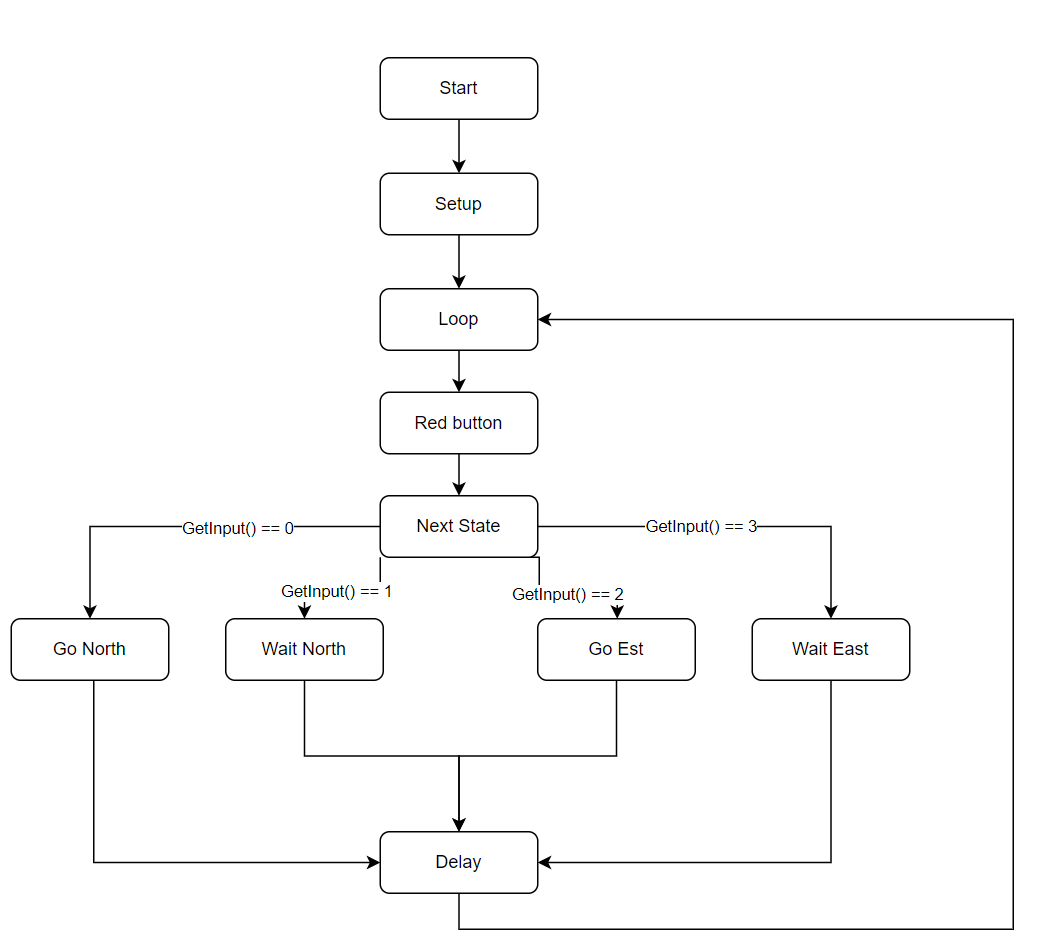 Start
Setup
Loop
Red button
Next State
GetInput() == 0
GetInput() == 3
GetInput() == 1
GetInput() == 2
Go North
Wait North
Go Est
Wait East
Delay